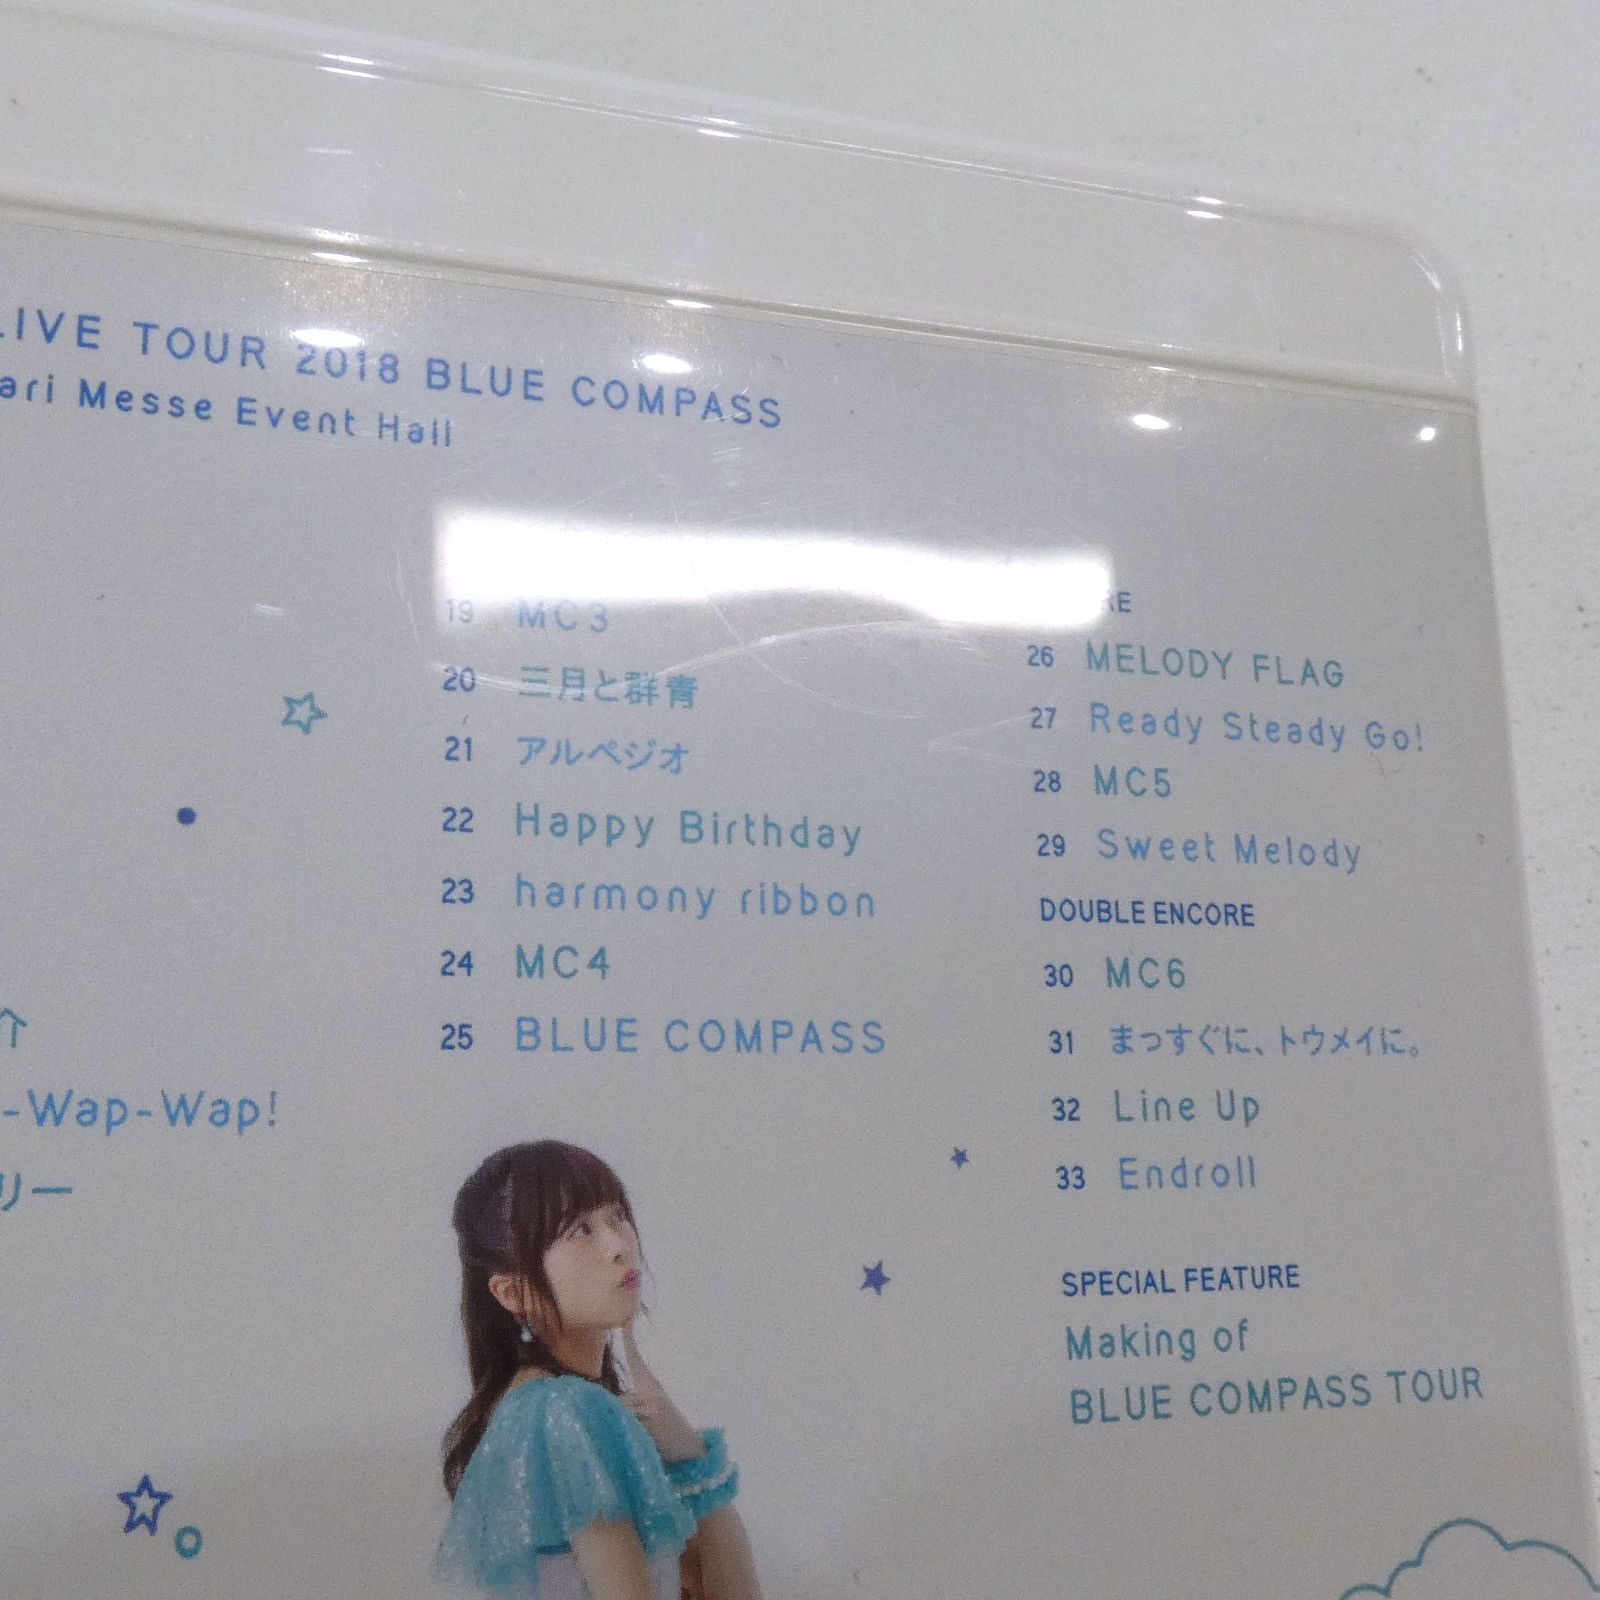 LIVE TOUR 2018 BLUE COMPASS
Messe Event Hall
-Wap-Wap!
19 MC3
20 三月と群青
21 アルペジオ
22 Happy Birthday
23 harmony ribbon
24 MC4
25 BLUE COMPASS
26 MELODY FLAG
27 Ready Steady Go!
28 MC5
29 Sweet Melody
DOUBLE ENCORE
30 MC6
31 まっすぐに、トウメイに。
32 Line Up
33 Endroll
SPECIAL FEATURE
Making of
BLUE COMPASS TOUR